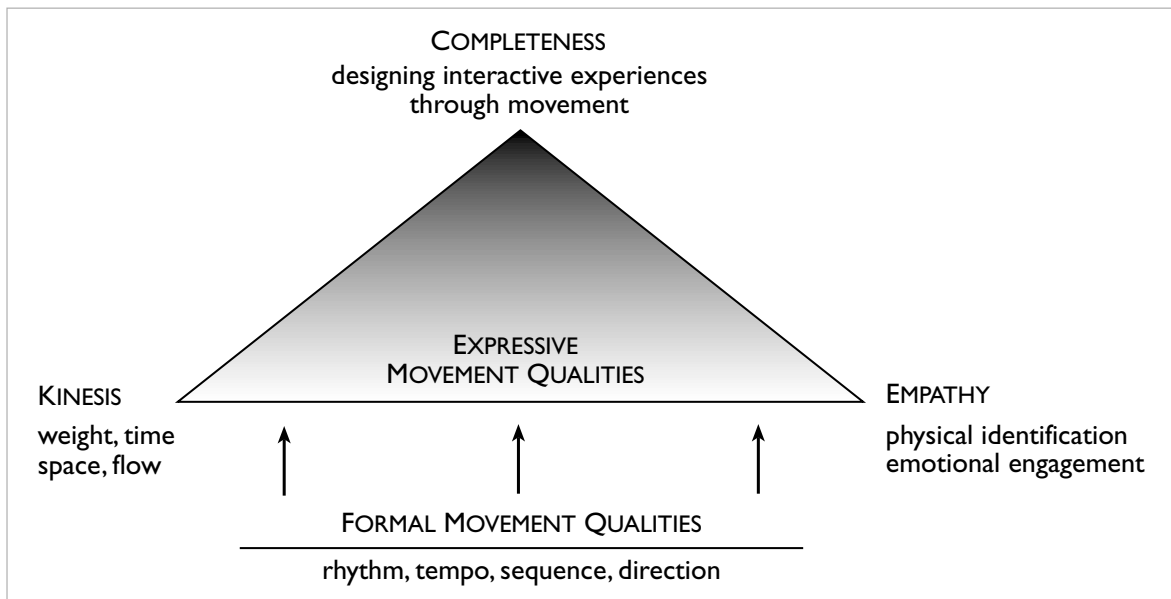 COMPLETENESS
designing interactive experiences
through movement
EXPRESSIVE
MOVEMENT QUALITIES
KINESIS
weight, time
space, flow
EMPATHY
physical identification
emotional engagement
FORMAL MOVEMENT QUALITIES
rhythm, tempo, sequence, direction